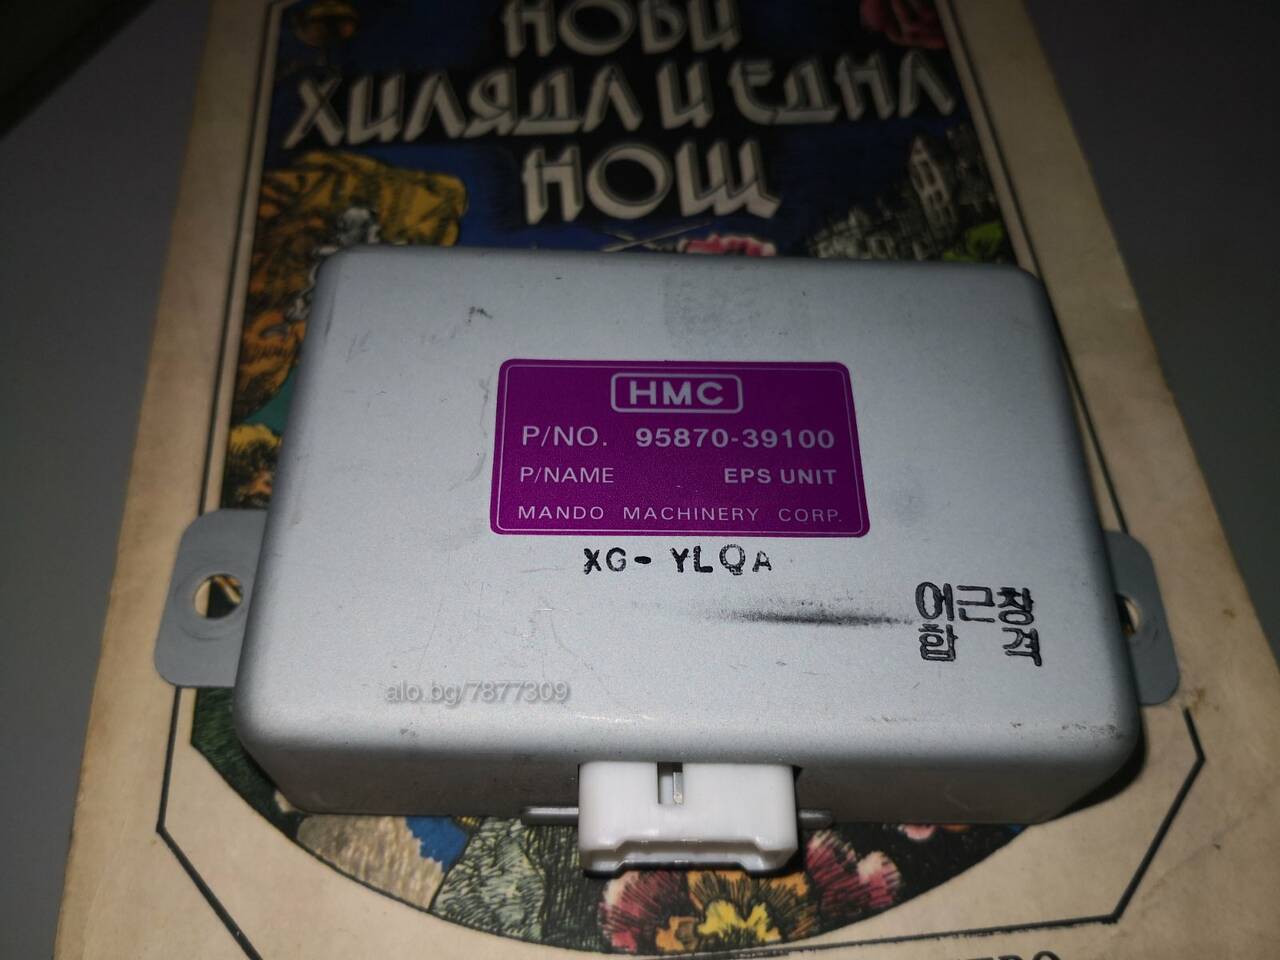 НОВИ
ХИЛЯДА И ЕДНА
НОЩ
HMC
P/NO. 95870-39100
P/NAME EPS UNIT
MANDO MACHINERY CORP.
XG- YLQA
어근창
합 격
alo.bg/7877309